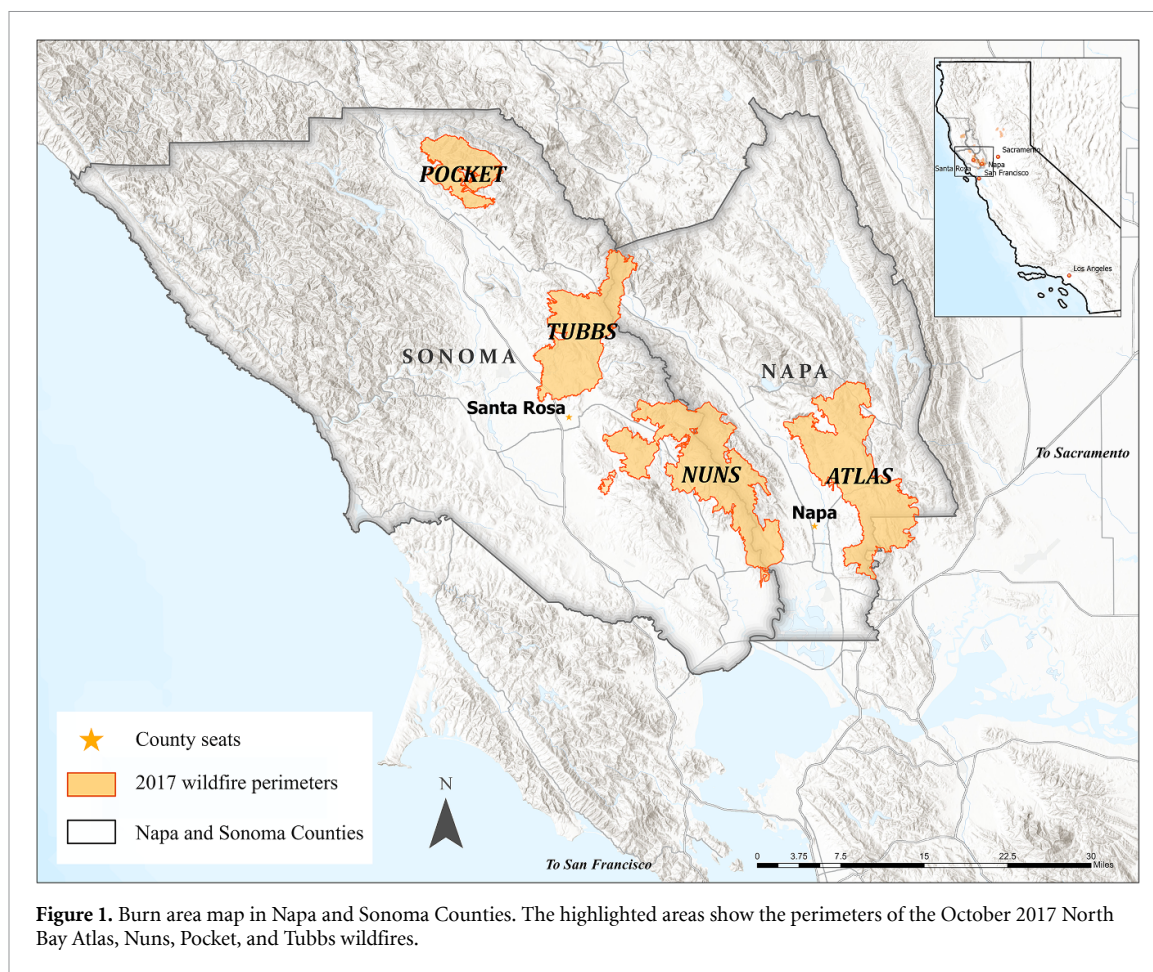 POCKET
Sacramento
Santa Rosa
Napa
San Francisco
Los Angeles
TUBBS
SONOMA
NAPA
Santa Rosa
To Sacramento
NUNS
ATLAS
Napa
County seats
2017 wildfire perimeters
Napa and Sonoma Counties
N
To San Francisco
0 3.75 7.5 15 22.5 30
Miles
Figure 1. Burn area map in Napa and Sonoma Counties. The highlighted areas show the perimeters of the October 2017 North
Bay Atlas, Nuns, Pocket, and Tubbs wildfires.